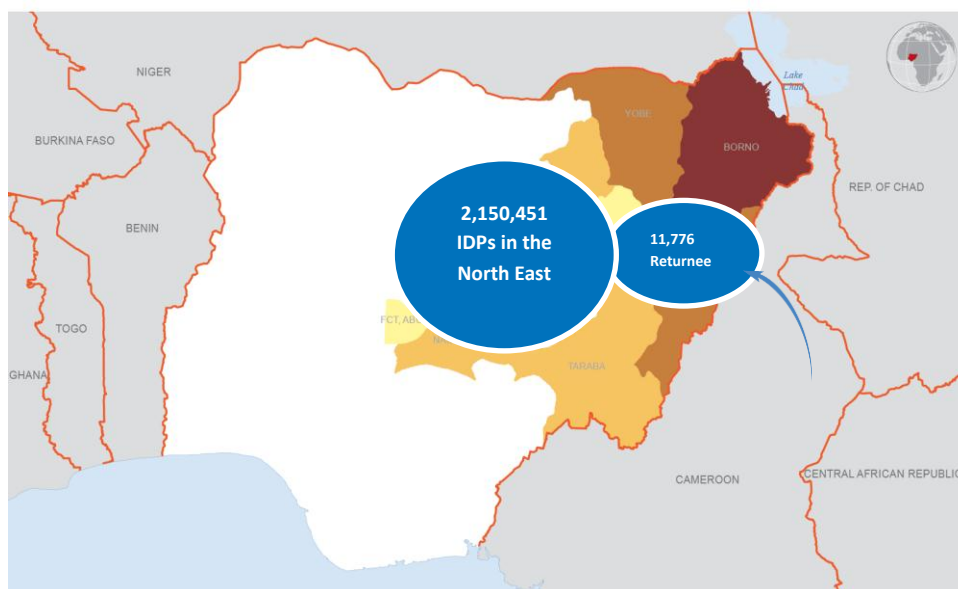 NIGER
Lake
Chad
YOBE
BURKINA FASO
BORNO
REP. OF CHAD
2,150,451
IDPs in the
North East
BENIN
11,776
Returnee
FCT,
TOGO
TARABA
GHANA
CAMEROON
CENTRAL AFRICAN REPUBLIC